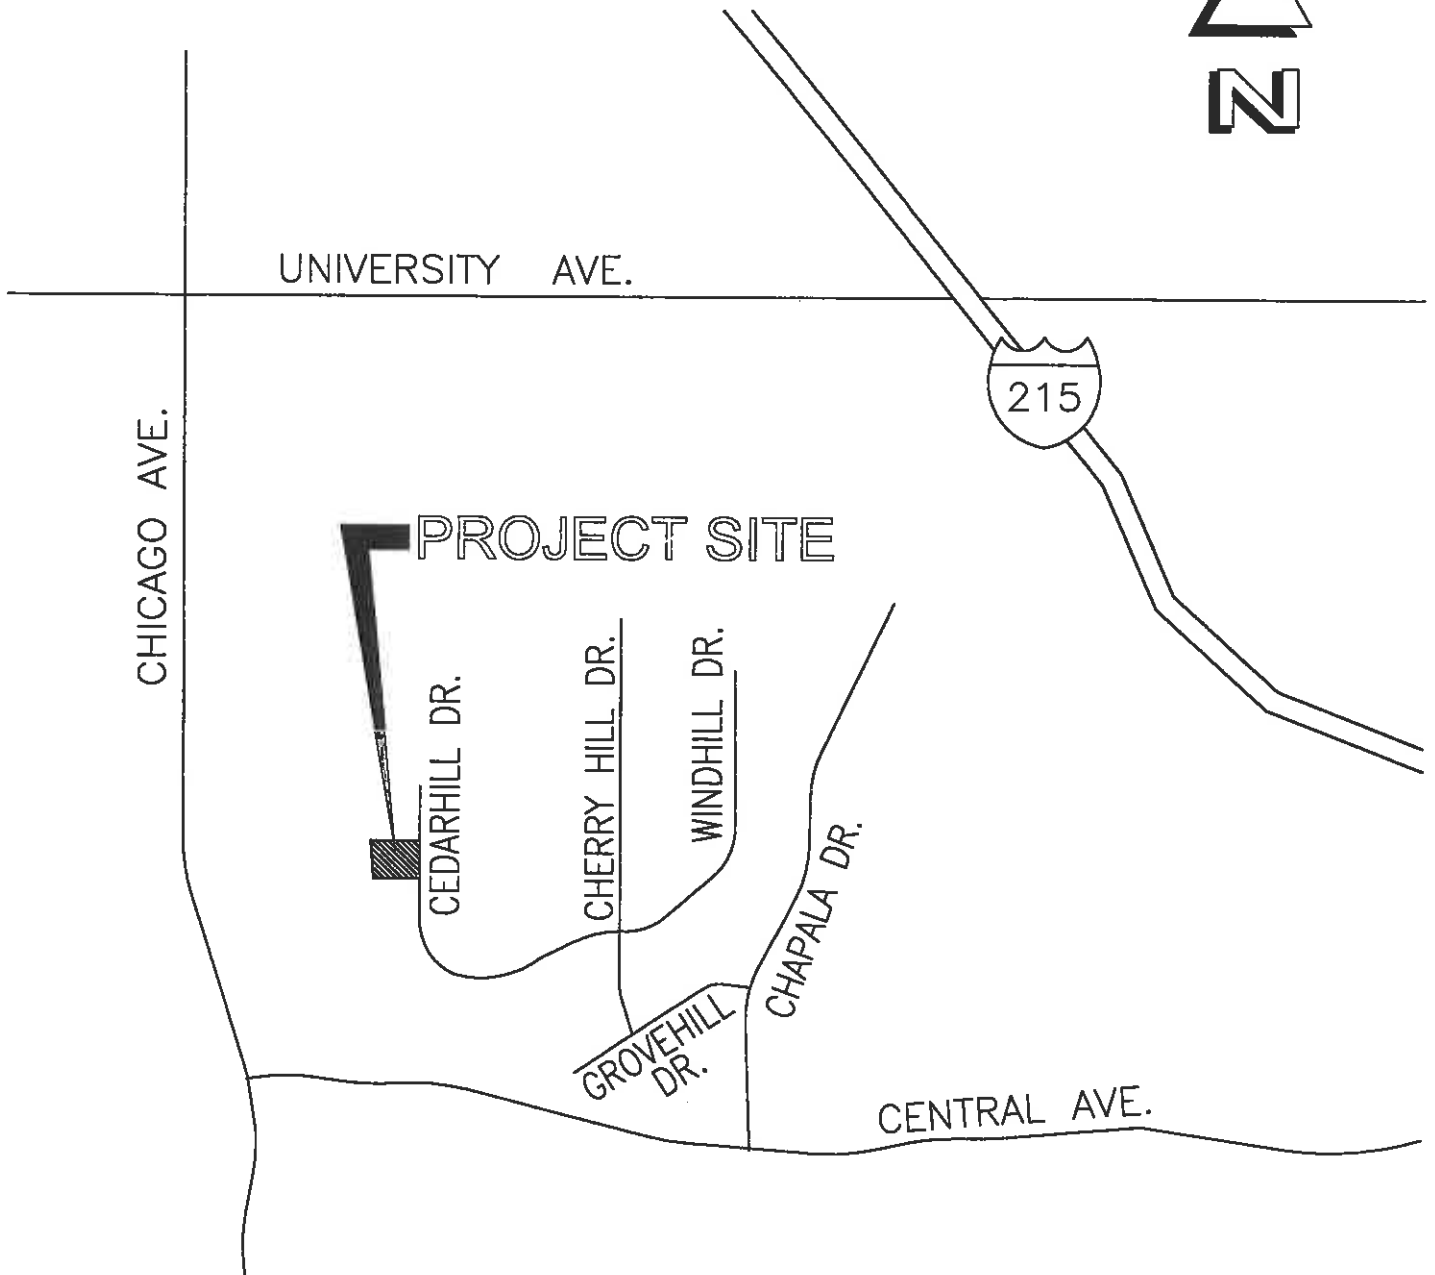 N
UNIVERSITY AVE.
215
CHICAGO AVE.
PROJECT SITE
CEDARHILL DR.
CHERRY HILL DR.
WINDHILL DR.
CHAPALA DR.
GROVEHILL
DR.
CENTRAL AVE.